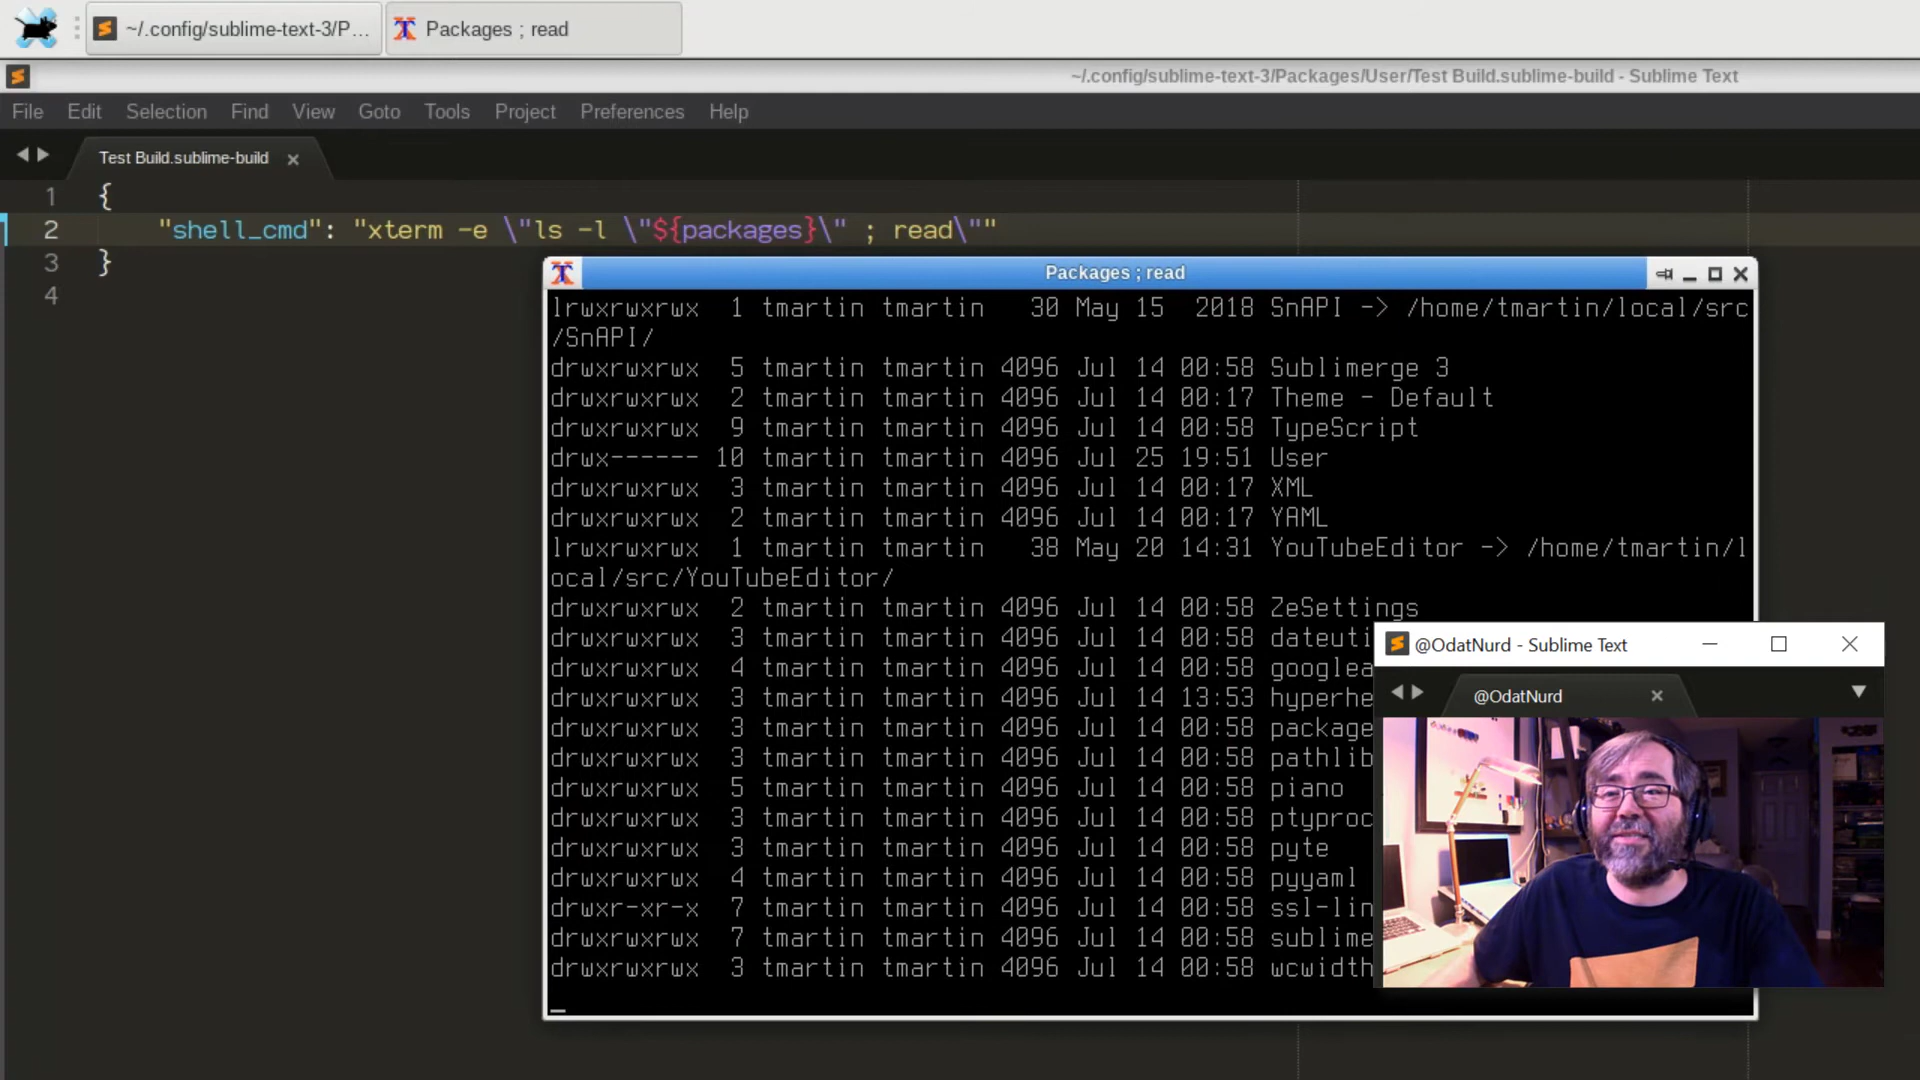 ~/.config/sublime-text-3/P...
Packages ; read
~/.config/sublime-text-3/Packages/User/Test Build.sublime-build - Sublime Text
File Edit Selection Find View Goto Tools Project Preferences Help
Test Build.sublime-build
1 {
2 "shell_cmd": "xterm -e \"ls -l \"${packages}\" ; read\""
3 }
4
Packages ; read
lrwxrwxrwx 1 tmartin tmartin 30 May 15 2018 SnAPI -> /home/tmartin/local/src
/SnAPI/
drwxrwxrwx 5 tmartin tmartin 4096 Jul 14 00:58 Sublimerge 3
drwxrwxrwx 2 tmartin tmartin 4096 Jul 14 00:17 Theme - Default
drwxrwxrwx 9 tmartin tmartin 4096 Jul 14 00:58 TypeScript
drwx------ 10 tmartin tmartin 4096 Jul 25 19:51 User
drwxrwxrwx 3 tmartin tmartin 4096 Jul 14 00:17 XML
drwxrwxrwx 2 tmartin tmartin 4096 Jul 14 00:17 YAML
lrwxrwxrwx 1 tmartin tmartin 38 May 20 14:31 YouTubeEditor -> /home/tmartin/l
ocal/src/YouTubeEditor/
drwxrwxrwx 2 tmartin tmartin 4096 Jul 14 00:58 ZeSettings
drwxrwxrwx 3 tmartin tmartin 4096 Jul 14 00:58 dateuti
drwxrwxrwx 4 tmartin tmartin 4096 Jul 14 00:58 googlea
drwxrwxrwx 3 tmartin tmartin 4096 Jul 14 13:53 hyperhe
drwxrwxrwx 3 tmartin tmartin 4096 Jul 14 00:58 package
drwxrwxrwx 3 tmartin tmartin 4096 Jul 14 00:58 pathlib
drwxrwxrwx 5 tmartin tmartin 4096 Jul 14 00:58 piano
drwxrwxrwx 3 tmartin tmartin 4096 Jul 14 00:58 ptyproc
drwxrwxrwx 3 tmartin tmartin 4096 Jul 14 00:58 pyte
drwxrwxrwx 4 tmartin tmartin 4096 Jul 14 00:58 pyyaml
drwxr-xr-x 7 tmartin tmartin 4096 Jul 14 00:58 ssl-lin
drwxrwxrwx 7 tmartin tmartin 4096 Jul 14 00:58 sublime
drwxrwxrwx 3 tmartin tmartin 4096 Jul 14 00:58 wcwidth
@OdatNurd - Sublime Text
@OdatNurd